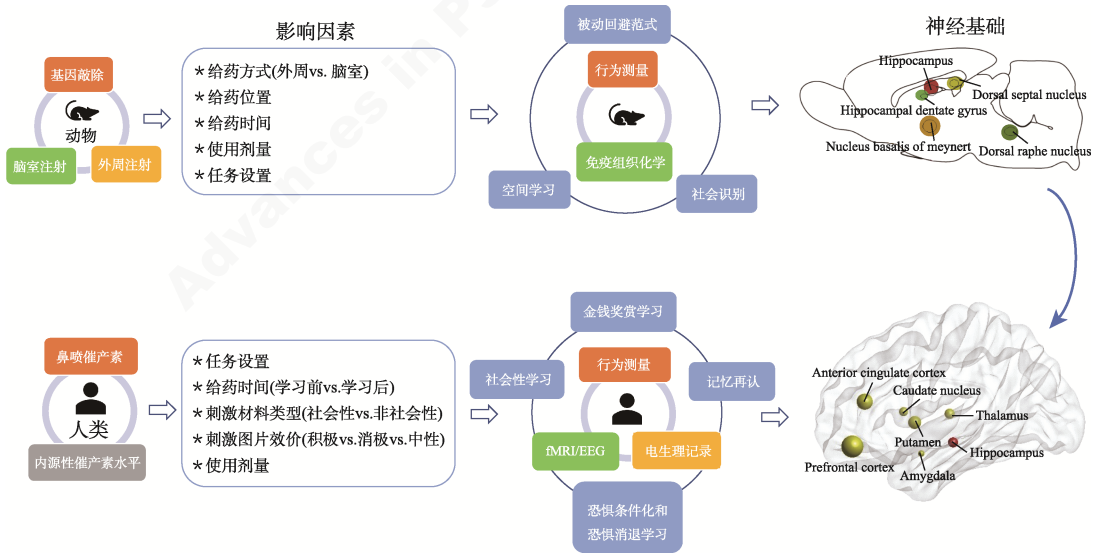 影响因素
神经基础
基因敲除
动物
脑室注射
外周注射
*给药方式(外周vs. 脑室)
*给药位置
*给药时间
*使用剂量
*任务设置
被动回避范式
行为测量
免疫组织化学
空间学习
社会识别
Hippocampus
Dorsal septal nucleus
Hippocampal dentate gyrus
Nucleus basalis of meynert
Dorsal raphe nucleus
鼻喷催产素
人类
内源性催产素水平
*任务设置
*给药时间(学习前vs.学习后)
*刺激材料类型(社会性vs.非社会性)
*刺激图片效价(积极vs.消极vs.中性)
*使用剂量
金钱奖赏学习
社会性学习
行为测量
记忆再认
fMRI/EEG
电生理记录
恐惧条件化和
恐惧消退学习
Anterior cingulate cortex
Caudate nucleus
Thalamus
Putamen
Hippocampus
Prefrontal cortex
Amygdala
Advances in P